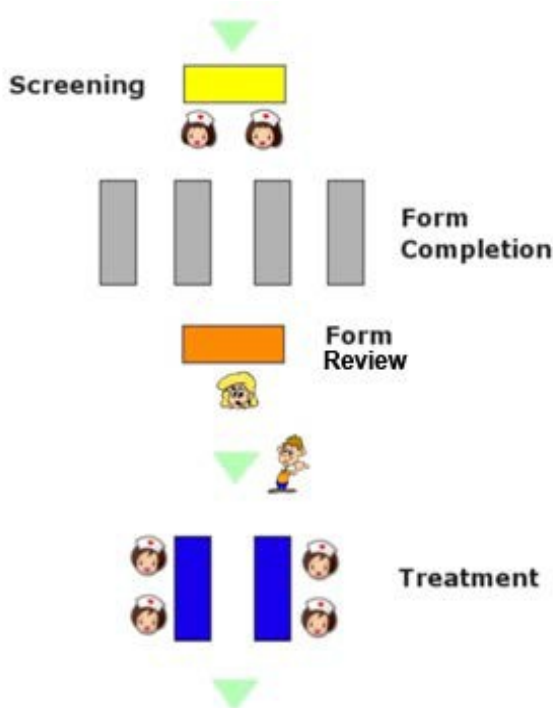 Screening
Form
Completion
Form
Review
Treatment